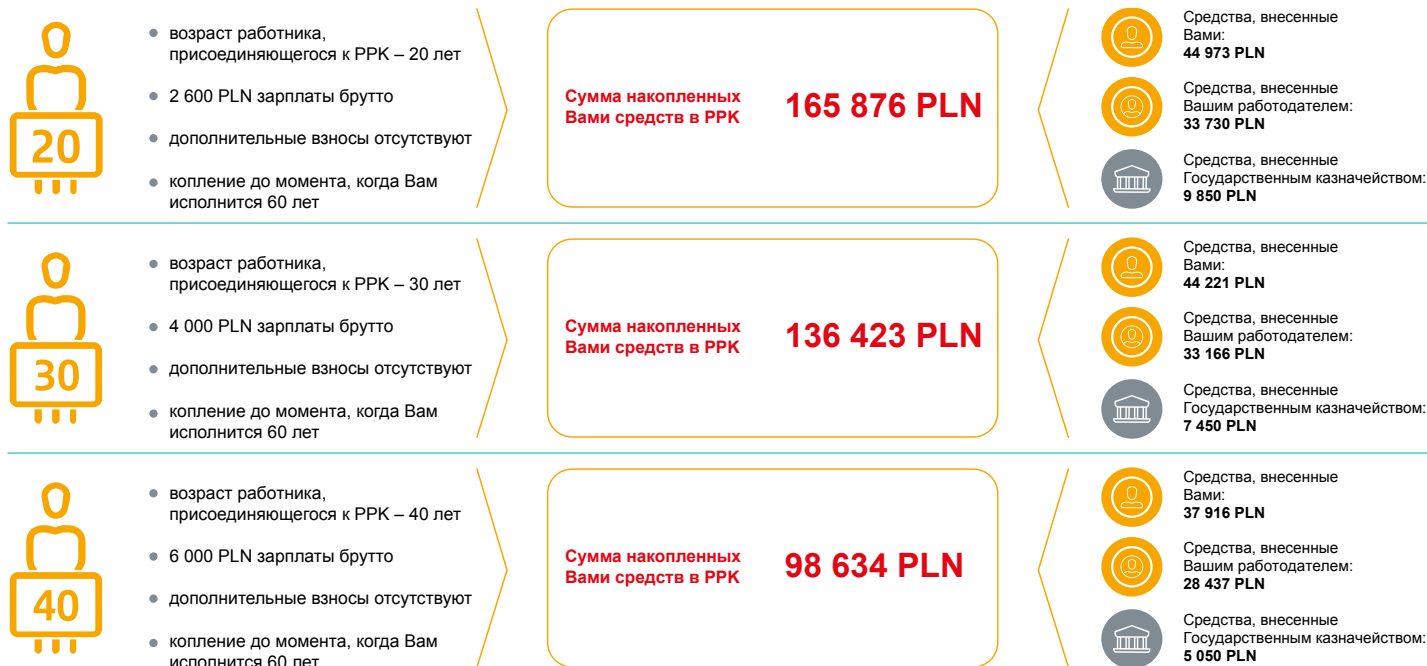 20
возраст работника,
присоединяющегося к PPK – 20 лет
2 600 PLN зарплаты брутто
дополнительные взносы отсутствуют
копление до момента, когда Вам
исполнится 60 лет
Сумма накопленных
Вами средств в PPK
165 876 PLN
Средства, внесенные
Вами:
44 973 PLN
Средства, внесенные
Вашим работодателем:
33 730 PLN
Средства, внесенные
Государственным казначейством:
9 850 PLN
30
возраст работника,
присоединяющегося к PPK – 30 лет
4 000 PLN зарплаты брутто
дополнительные взносы отсутствуют
копление до момента, когда Вам
исполнится 60 лет
Сумма накопленных
Вами средств в PPK
136 423 PLN
Средства, внесенные
Вами:
44 221 PLN
Средства, внесенные
Вашим работодателем:
33 166 PLN
Средства, внесенные
Государственным казначейством:
7 450 PLN
40
возраст работника,
присоединяющегося к PPK – 40 лет
6 000 PLN зарплаты брутто
дополнительные взносы отсутствуют
копление до момента, когда Вам
исполнится 60 лет
Сумма накопленных
Вами средств в PPK
98 634 PLN
Средства, внесенные
Вами:
37 916 PLN
Средства, внесенные
Вашим работодателем:
28 437 PLN
Средства, внесенные
Государственным казначейством:
5 050 PLN